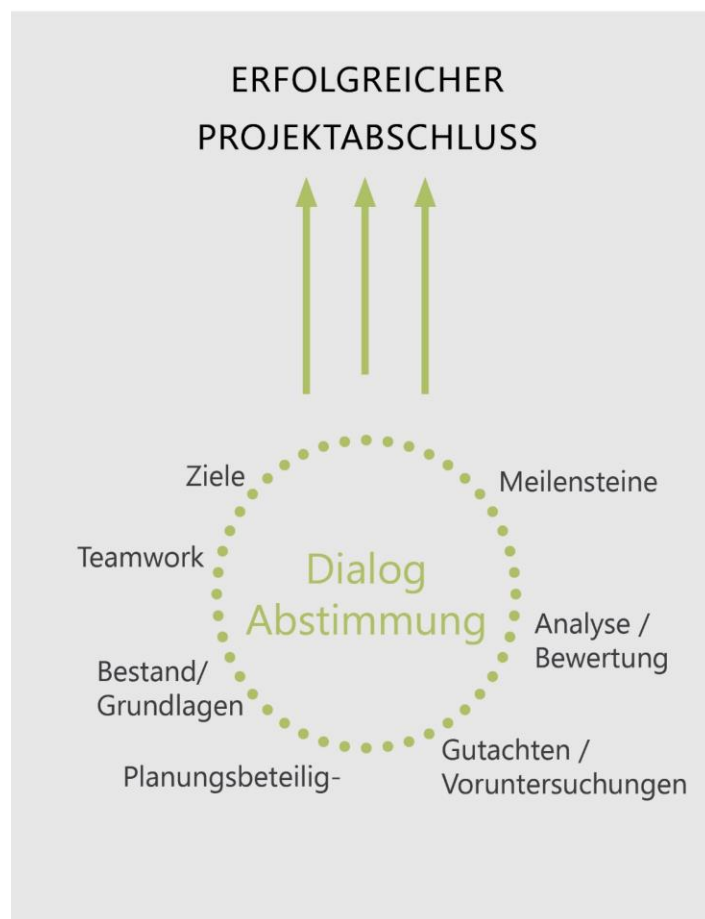 ERFOLGREICHER
PROJEKTABSCHLUSS
Ziele
Meilensteine
Teamwork
Dialog
Abstimmung
Analyse /
Bewertung
Bestand/
Grundlagen
Gutachten /
Voruntersuchungen
Planungsbeteilig-